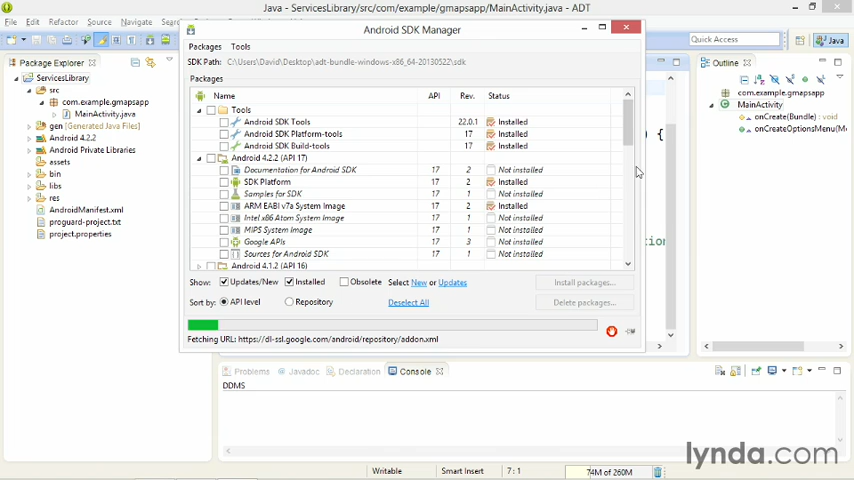 Java - ServicesLibrary/src/com/example/gmapsapp/MainActivity.java - ADT
File Edit Refactor Source Navigate Search
Quick Access
Java
Package Explorer
ServicesLibrary
src
com.example.gmapsapp
MainActivity.java
gen [Generated Java Files]
Android 4.2.2
Android Private Libraries
assets
bin
libs
res
AndroidManifest.xml
proguard-project.txt
project.properties
Android SDK Manager
Packages Tools
SDK Path: C:\Users\David\Desktop\adt-bundle-windows-x86_64-20130522\sdk
Packages
Name API Rev. Status
Tools
Android SDK Tools 22.0.1 Installed
Android SDK Platform-tools 17 Installed
Android SDK Build-tools 17 Installed
Android 4.2.2 (API 17)
Documentation for Android SDK 17 2 Not installed
SDK Platform 17 2 Installed
Samples for SDK 17 1 Not installed
ARM EABI v7a System Image 17 2 Installed
Intel x86 Atom System Image 17 1 Not installed
MIPS System Image 17 1 Not installed
Google APIs 17 3 Not installed
Sources for Android SDK 17 1 Not installed
Android 4.1.2 (API 16)
Show: Updates/New Installed Obsolete Select New or Updates
Install packages...
Sort by: API level Repository Deselect All
Delete packages...
Fetching URL: https://dl-ssl.google.com/android/repository/addon.xml
) {
Outline
com.example.gmapsapp
MainActivity
onCreate(Bundle) : void
onCreateOptionsMenu(M
Problems Javadoc Declaration Console
DDMS
Writable Smart Insert 7 : 1 74M of 260M
lynda.com